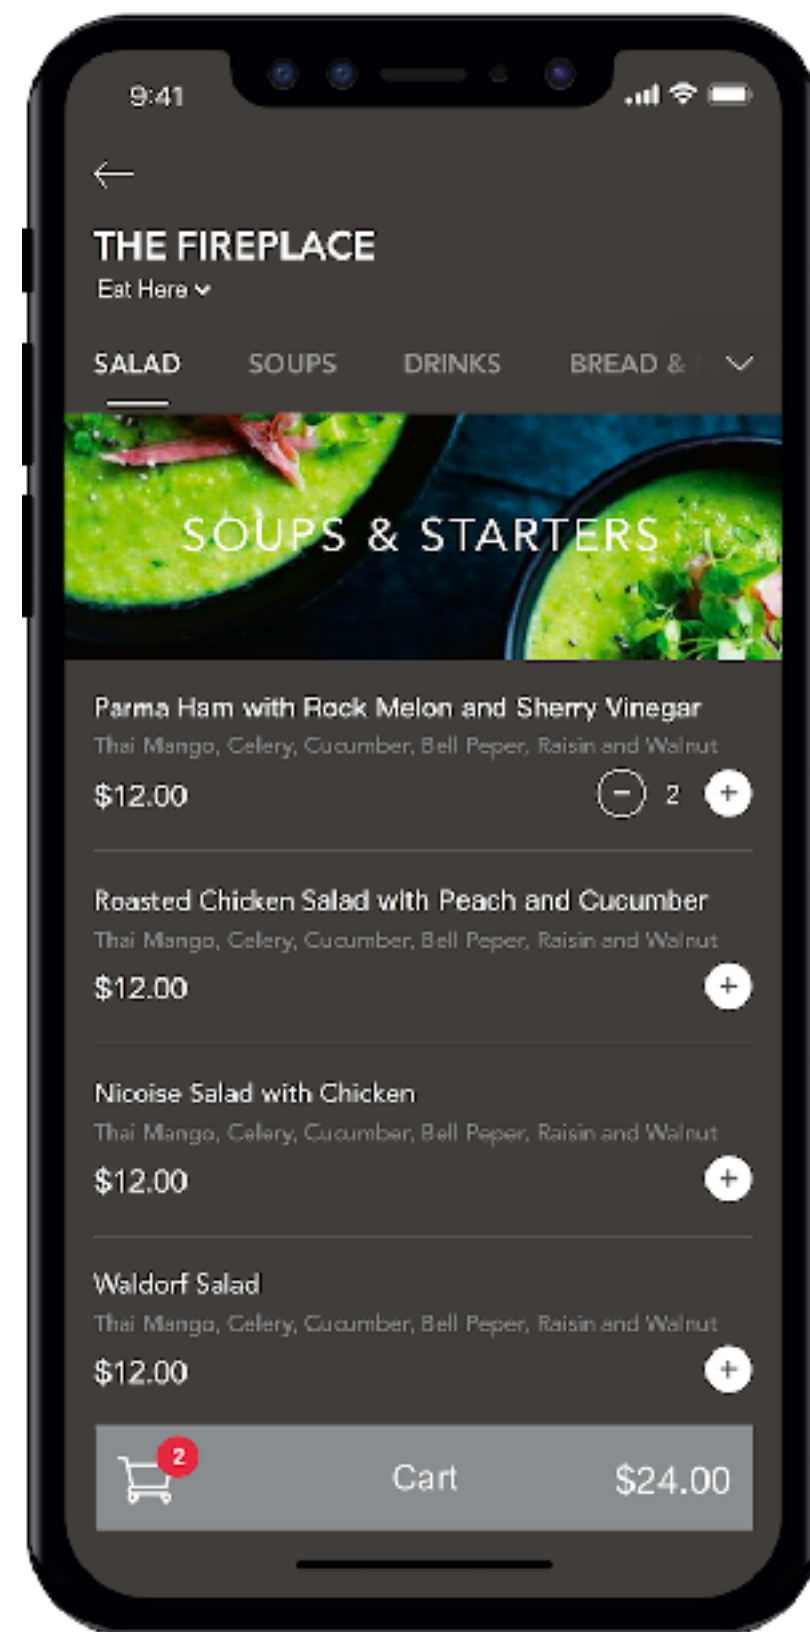 9:41
THE FIREPLACE
Eat Here
SALAD SOUPS DRINKS BREAD &
SOUPS & STARTERS
Parma Ham with Rock Melon and Sherry Vinegar
Thai Mango, Celery, Cucumber, Bell Peper, Raisin and Walnut
$12.00 − 2 +
Roasted Chicken Salad with Peach and Cucumber
Thai Mango, Celery, Cucumber, Bell Peper, Raisin and Walnut
$12.00 +
Nicoise Salad with Chicken
Thai Mango, Celery, Cucumber, Bell Peper, Raisin and Walnut
$12.00 +
Waldorf Salad
Thai Mango, Celery, Cucumber, Bell Peper, Raisin and Walnut
$12.00 +
2 Cart $24.00